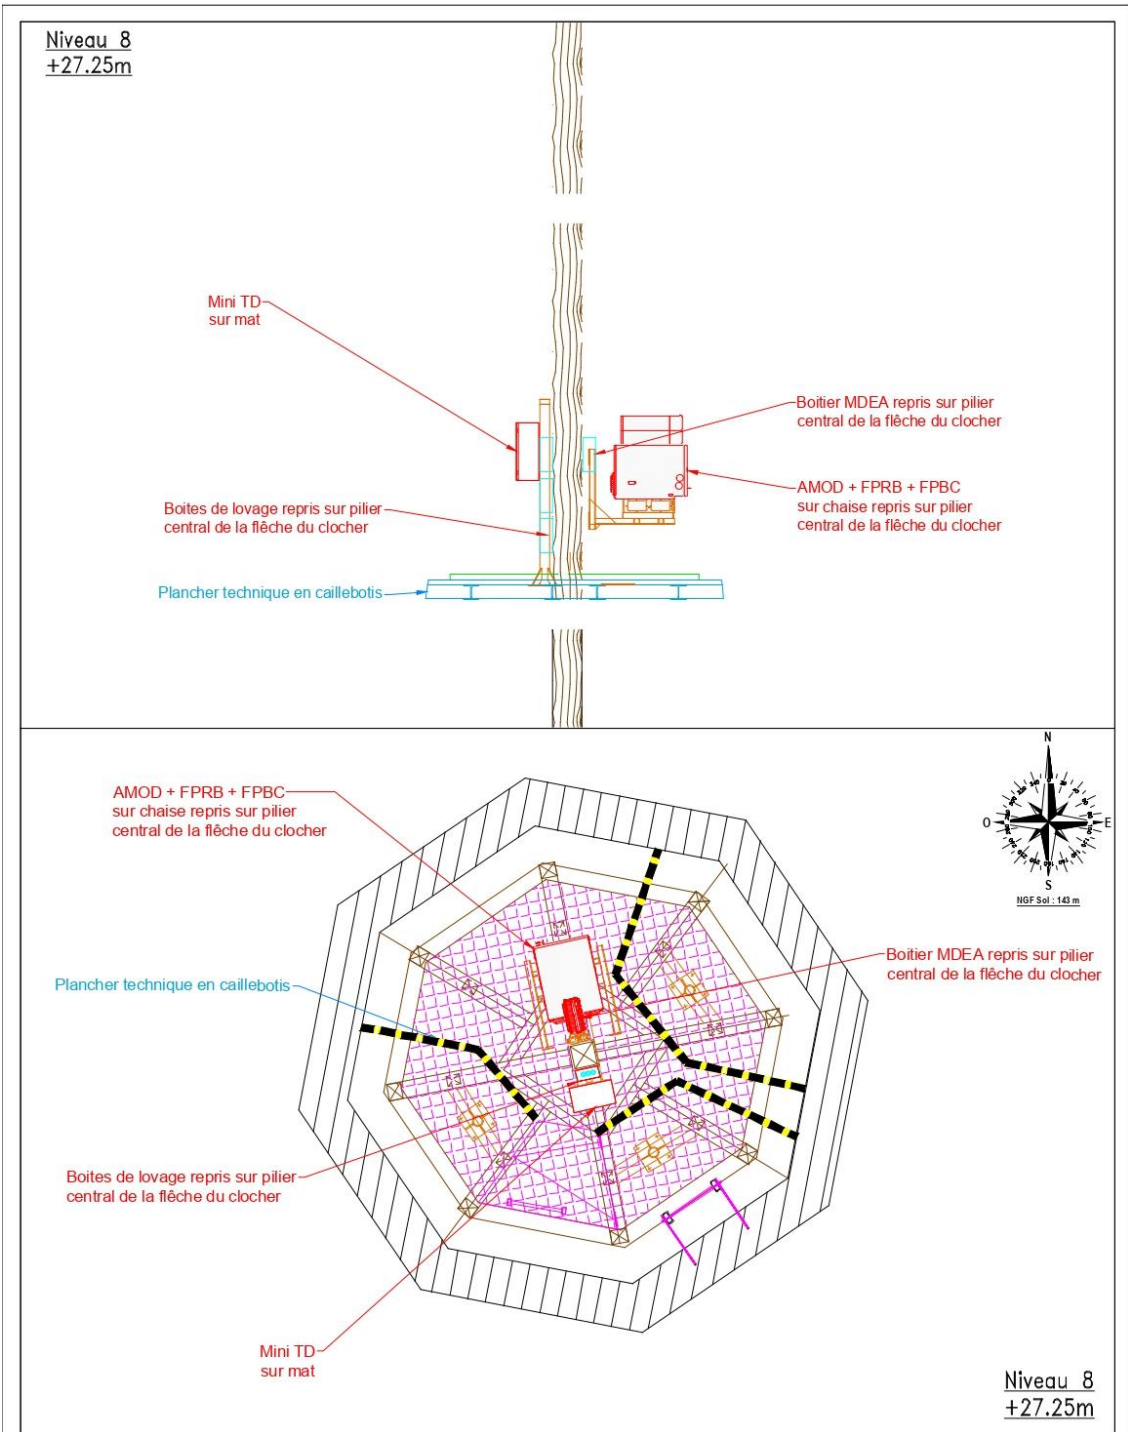 Niveau 8
+27.25m
Mini TD
sur mat
Boitier MDEA repris sur pilier
central de la flêche du clocher
AMOD + FPRB + FPBC
sur chaise repris sur pilier
central de la flêche du clocher
Boites de lovage repris sur pilier
central de la flêche du clocher
Plancher technique en caillebotis
N
O
E
S
NGF Sol : 143 m
AMOD + FPRB + FPBC
sur chaise repris sur pilier
central de la flêche du clocher
Boitier MDEA repris sur pilier
central de la flêche du clocher
Plancher technique en caillebotis
Boites de lovage repris sur pilier
central de la flêche du clocher
Mini TD
sur mat
Niveau 8
+27.25m